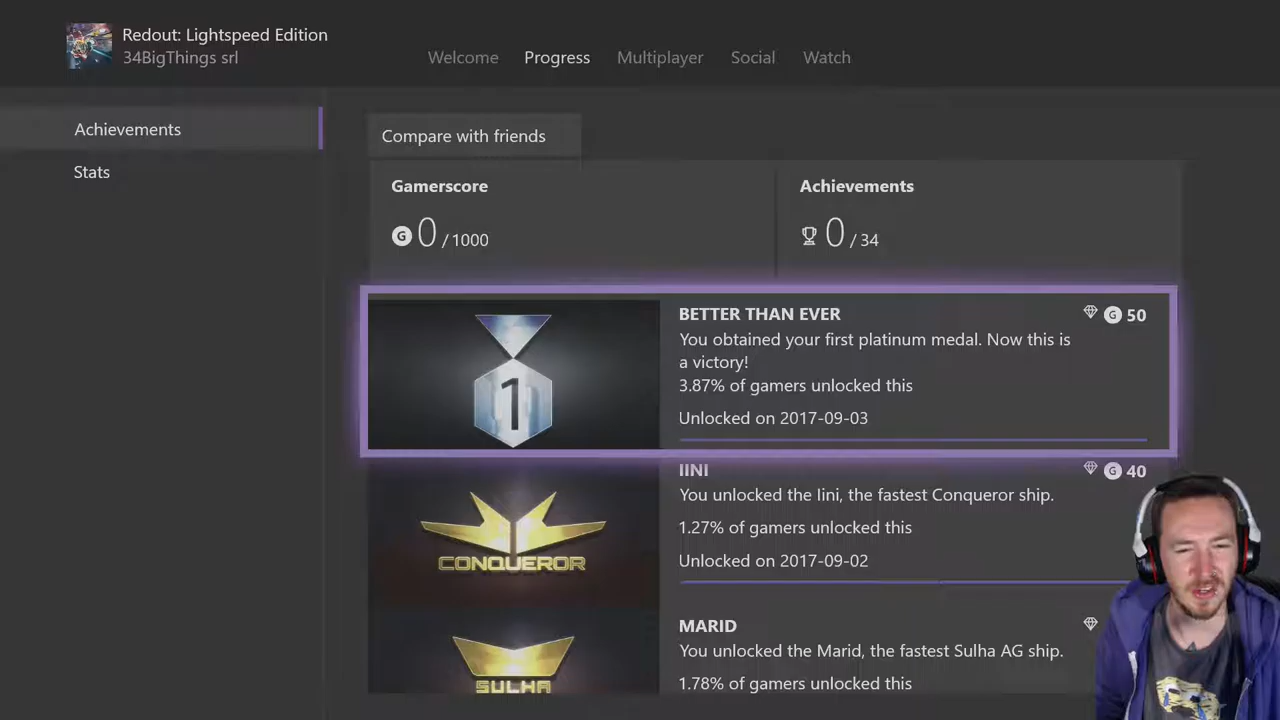 Redout: Lightspeed Edition
34BigThings srl
Welcome Progress Multiplayer Social Watch
Achievements
Stats
Compare with friends
Gamerscore
G 0 / 1000
Achievements
0 / 34
BETTER THAN EVER
G 50
You obtained your first platinum medal. Now this is
a victory!
3.87% of gamers unlocked this
Unlocked on 2017-09-03
1
IINI
G 40
You unlocked the Iini, the fastest Conqueror ship.
1.27% of gamers unlocked this
Unlocked on 2017-09-02
CONQUEROR
MARID
You unlocked the Marid, the fastest Sulha AG ship.
1.78% of gamers unlocked this
SULHA